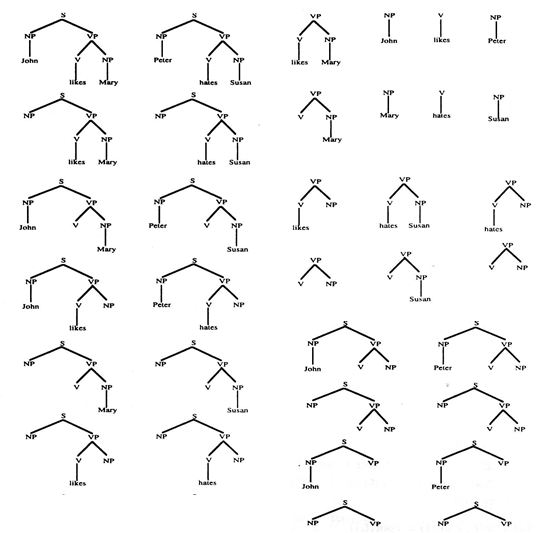 S S
NP VP NP VP
John V NP Peter V NP
likes Mary hates Susan
S S
NP VP NP VP
V NP V NP
likes Mary hates Susan
S S
NP VP NP VP
John V NP Peter V NP
Mary Susan
S S
NP VP NP VP
John V NP Peter V NP
likes hates
S S
NP VP NP VP
V NP V NP
Mary Susan
S S
NP VP NP VP
V NP V NP
likes hates
VP NP V NP
V NP John likes Peter
likes Mary
VP NP V NP
V NP Mary hates Susan
Mary
VP VP VP
V NP V NP V NP
likes hates Susan hates
VP VP VP
V NP V NP V NP
Susan
S S
NP VP NP VP
John V NP Peter V NP
S S
NP VP NP VP
V NP V NP
S S
NP VP NP VP
John Peter
S S
NP VP NP VP